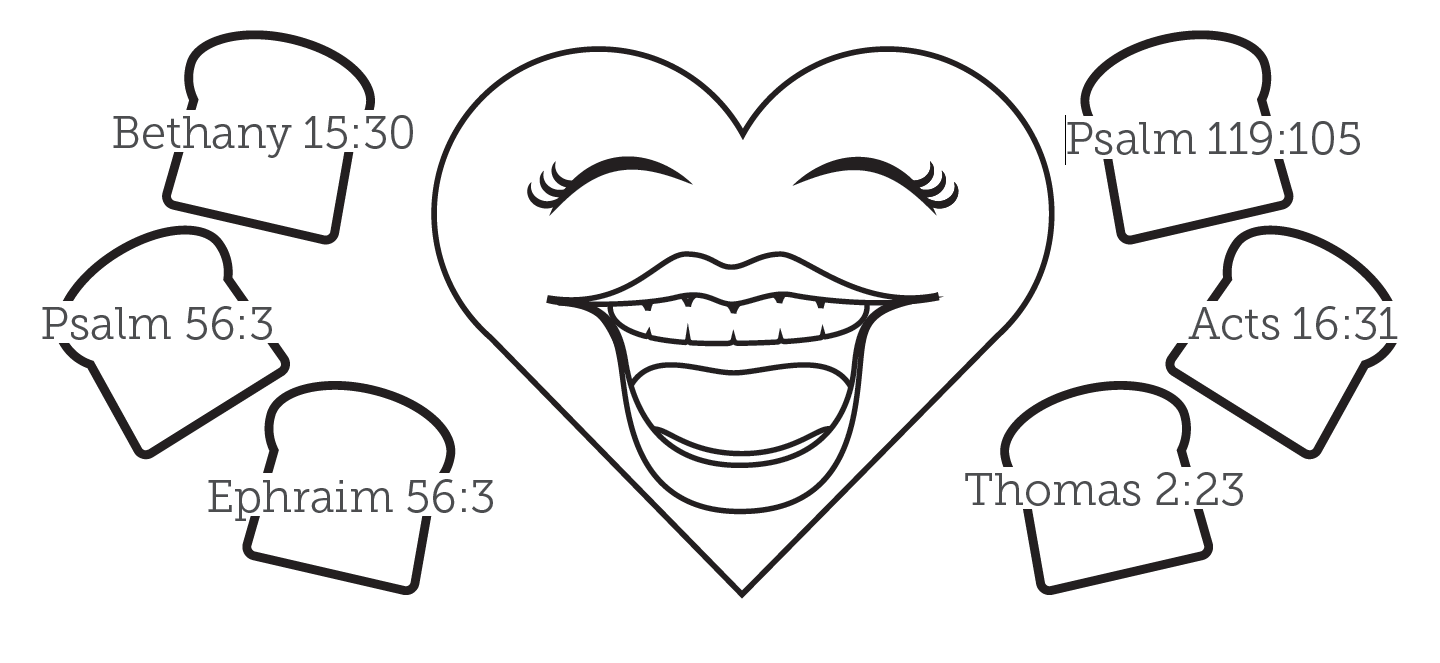 Bethany 15:30
Psalm 119:105
Psalm 56:3
Acts 16:31
Ephraim 56:3
Thomas 2:23